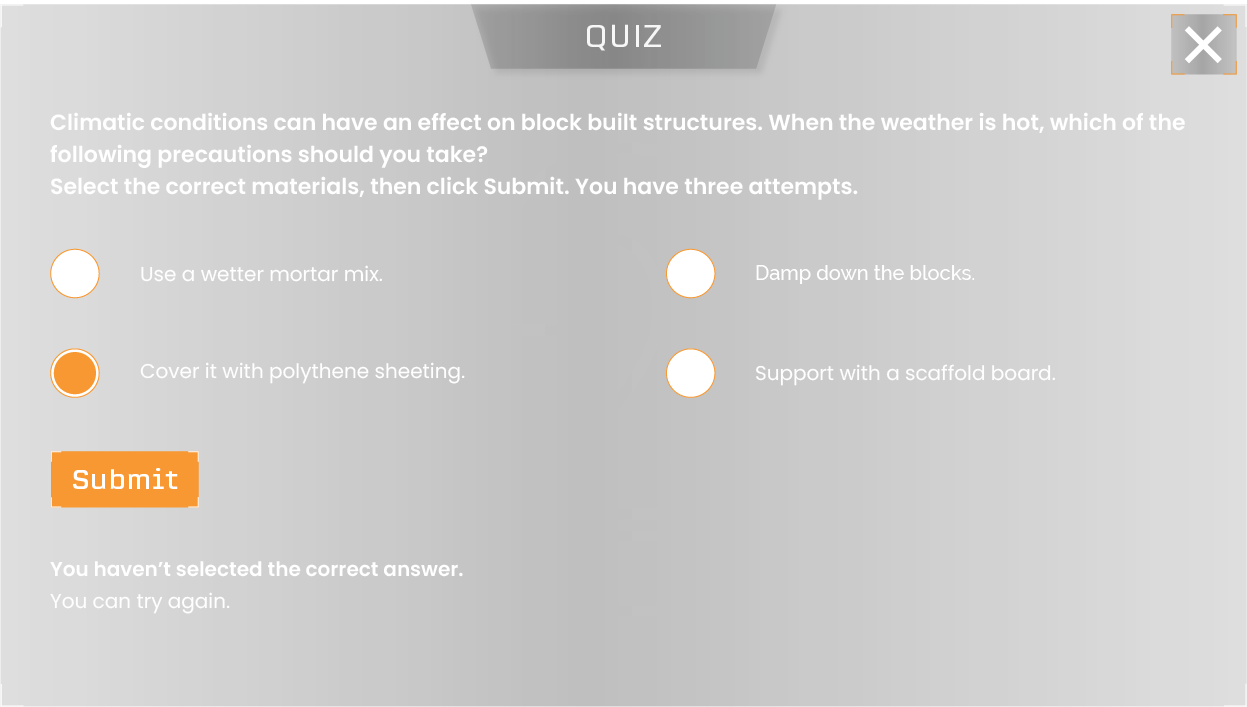 QUIZ
Climatic conditions can have an effect on block built structures. When the weather is hot, which of the
following precautions should you take?
Select the correct materials, then click Submit. You have three attempts.
Use a wetter mortar mix.
Damp down the blocks.
Cover it with polythene sheeting.
Support with a scaffold board.
Submit
You haven’t selected the correct answer.
You can try again.